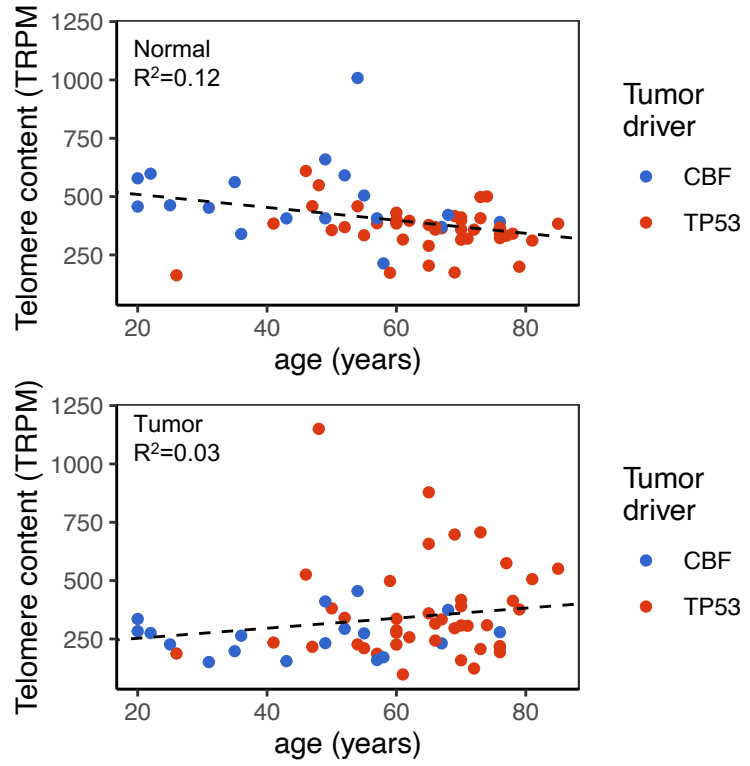 Telomere content (TRPM)
1250
1000
750
500
250
Normal
R²=0.12
20
40
60
80
age (years)
Tumor
driver
CBF
TP53
Telomere content (TRPM)
1250
1000
750
500
250
Tumor
R²=0.03
20
40
60
80
age (years)
Tumor
driver
CBF
TP53